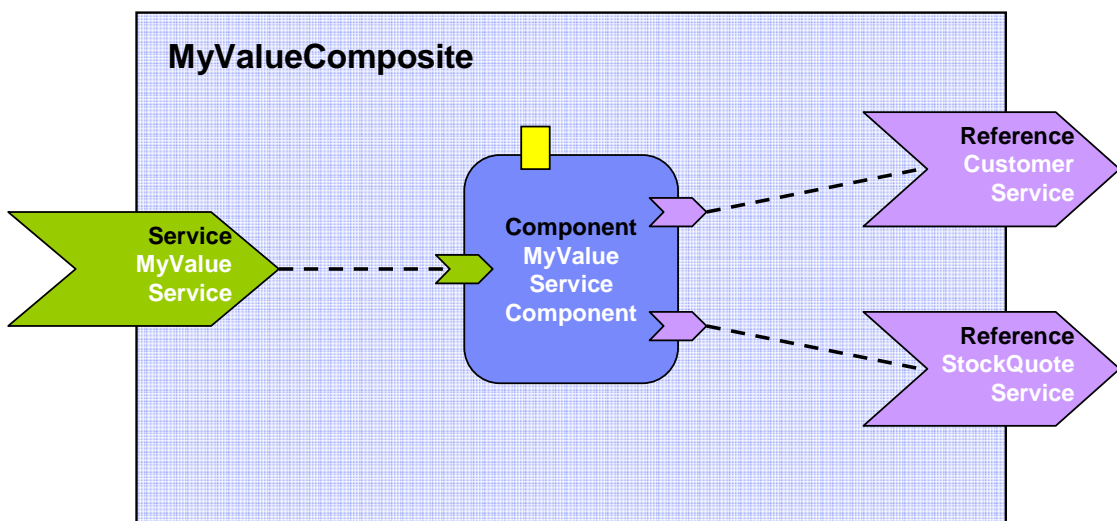 MyValueComposite
Service
MyValue
Service
Component
MyValue
Service
Component
Reference
Customer
Service
Reference
StockQuote
Service